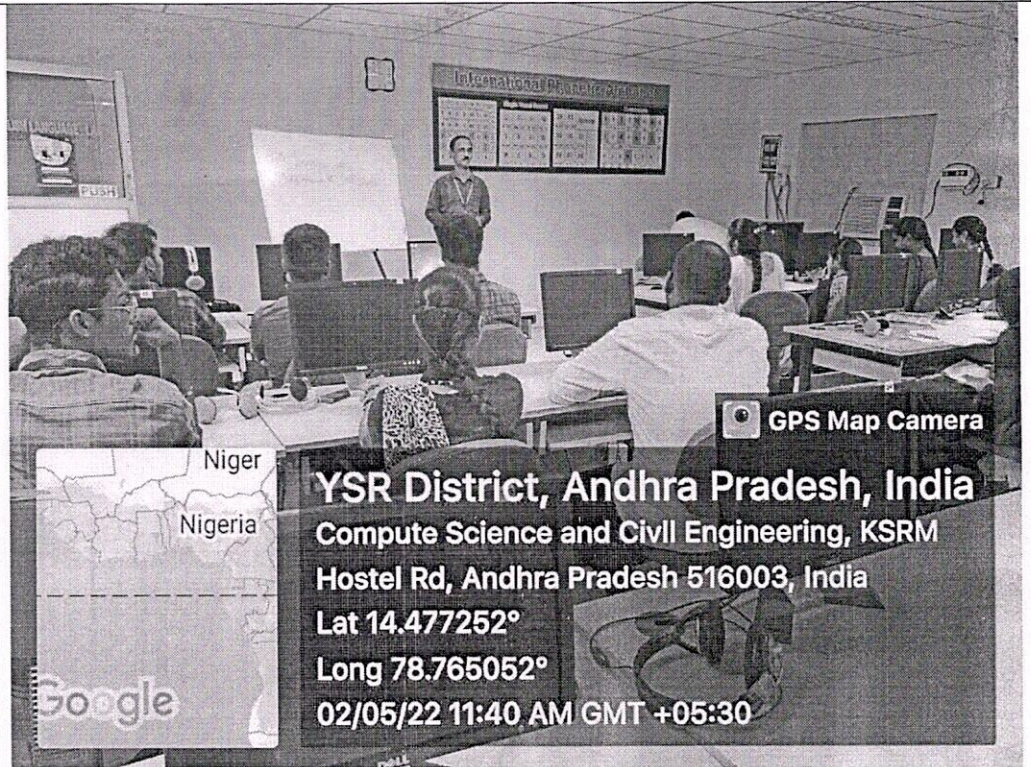 International Phonetic Alphabet
PUSH
GPS Map Camera
Niger
Nigeria
Google
YSR District, Andhra Pradesh, India
Compute Science and Civll Engineering, KSRM
Hostel Rd, Andhra Pradesh 516003, India
Lat 14.477252°
Long 78.765052°
02/05/22 11:40 AM GMT +05:30
DELL